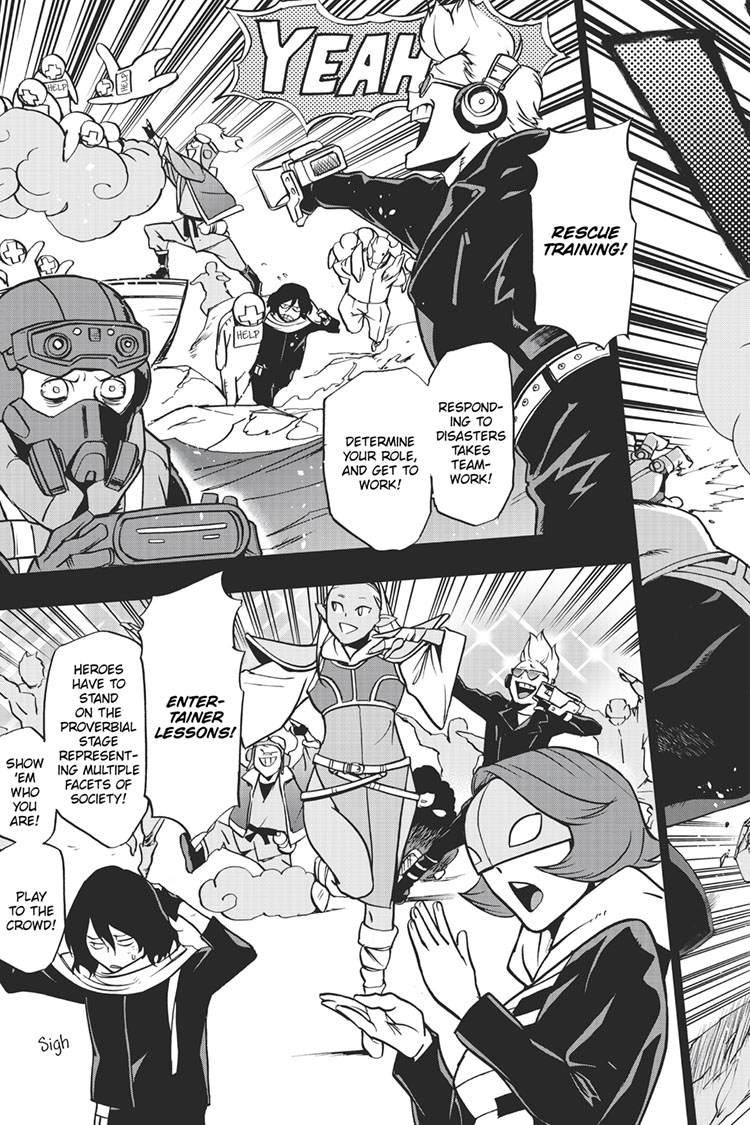 YEAH
HELP
HELP
HELP
RESCUE
TRAINING!
RESPOND-
ING TO
DISASTERS
TAKES
TEAM-
WORK!
DETERMINE
YOUR ROLE,
AND GET TO
WORK!
ENTER-
TAINER
LESSONS!
HEROES
HAVE TO
STAND
ON THE
PROVERBIAL
STAGE
REPRESENT-
ING MULTIPLE
FACETS OF
SOCIETY!
SHOW
'EM
WHO
YOU
ARE!
PLAY
TO THE
CROWD!
Sigh